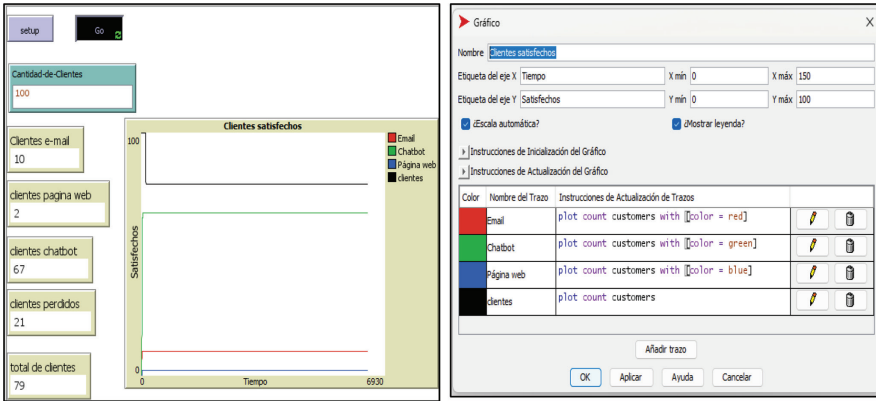 setup
Go
Cantidad-de-Clientes
100
Clientes e-mail
10
clientes pagina web
2
clientes chatbot
67
clientes perdidos
21
total de clientes
79
Clientes satisfechos
100
Satisfechos
0
0
Tiempo
6930
Email
Chatbot
Página web
clientes
Gráfico
X
Nombre Clientes satisfechos
Etiqueta del eje X Tiempo X mín 0 X máx 150
Etiqueta del eje Y Satisfechos Y mín 0 Y máx 100
¿Escala automática? ¿Mostrar leyenda?
Instrucciones de Inicialización del Gráfico
Instrucciones de Actualización del Gráfico
Color Nombre del Trazo Instrucciones de Actualización de Trazos
Email plot count customers with [color = red]
Chatbot plot count customers with [color = green]
Página web plot count customers with [color = blue]
clientes plot count customers
Añadir trazo
OK Aplicar Ayuda Cancelar